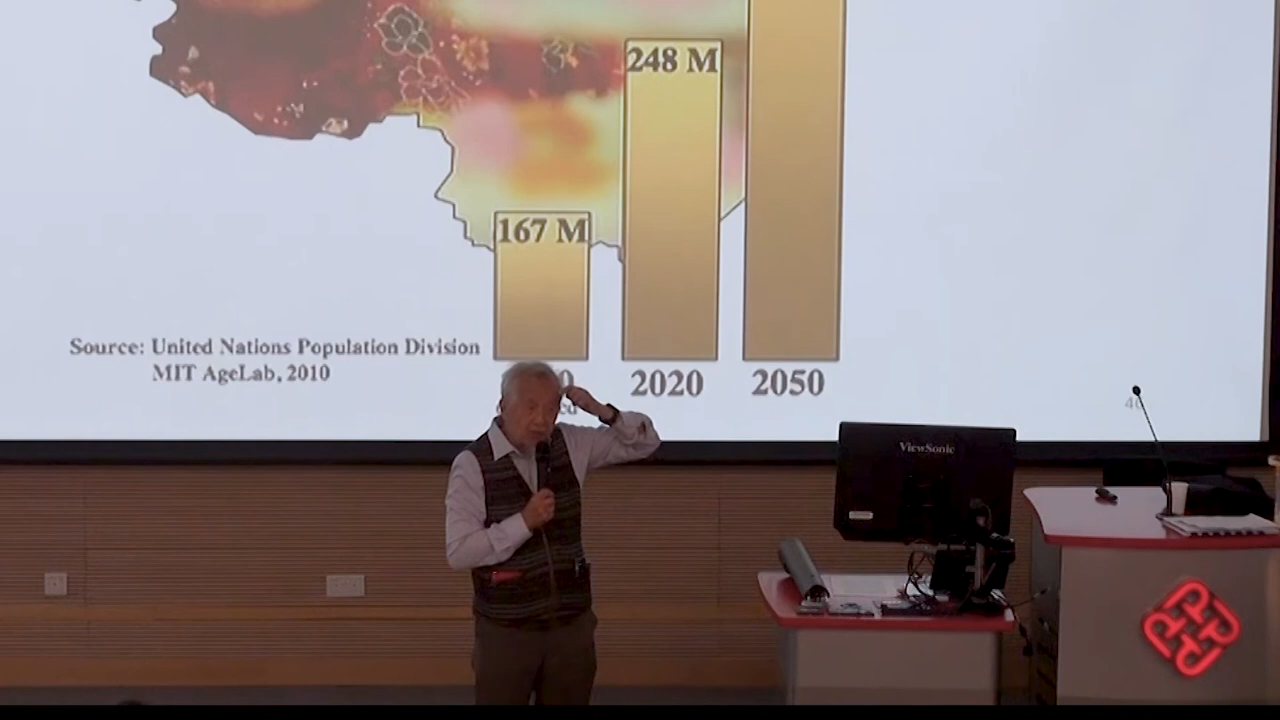 248 M
167 M
Source: United Nations Population Division
MIT AgeLab, 2010
2020
2050
ViewSonic